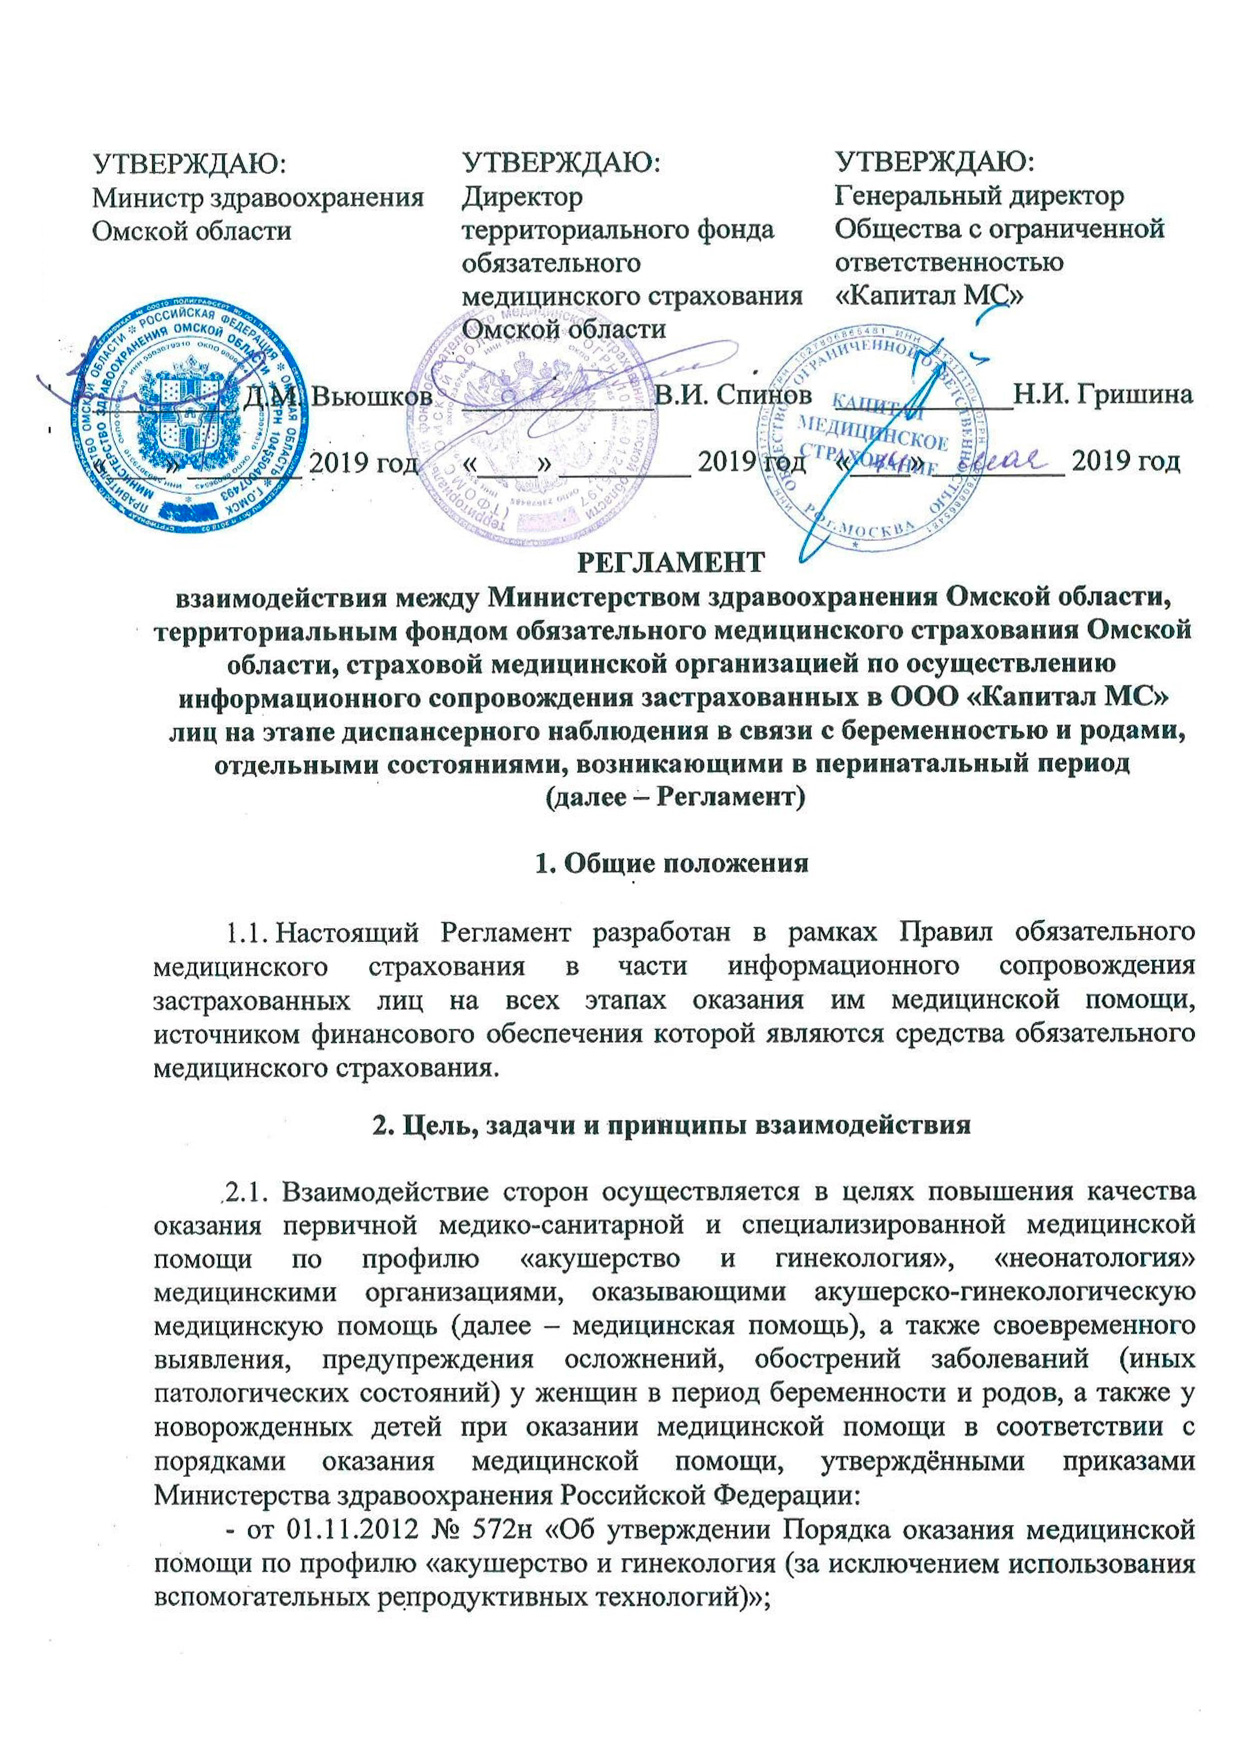 УТВЕРЖДАЮ:
Министр здравоохранения
Омской области
Д.М. Вьюшков
«____»________ 2019 год
УТВЕРЖДАЮ:
Директор
территориального фонда
обязательного
медицинского страхования
Омской области
_____________В.И. Спинов
«____»__________ 2019 год
УТВЕРЖДАЮ:
Генеральный директор
Общества с ограниченной
ответственностью
«Капитал МС»
_____________Н.И. Гришина
«____» мая 2019 год
КАПИТАЛ
МЕДИЦИНСКОЕ
СТРАХОВАНИЕ
РФ г.МОСКВА
РЕГЛАМЕНТ
взаимодействия между Министерством здравоохранения Омской области,
территориальным фондом обязательного медицинского страхования Омской
области, страховой медицинской организацией по осуществлению
информационного сопровождения застрахованных в ООО «Капитал МС»
лиц на этапе диспансерного наблюдения в связи с беременностью и родами,
отдельными состояниями, возникающими в перинатальный период
(далее – Регламент)
1. Общие положения
1.1. Настоящий Регламент разработан в рамках Правил обязательного
медицинского страхования в части информационного сопровождения
застрахованных лиц на всех этапах оказания им медицинской помощи,
источником финансового обеспечения которой являются средства обязательного
медицинского страхования.
2. Цель, задачи и принципы взаимодействия
2.1. Взаимодействие сторон осуществляется в целях повышения качества
оказания первичной медико-санитарной и специализированной медицинской
помощи по профилю «акушерство и гинекология», «неонатология»
медицинскими организациями, оказывающими акушерско-гинекологическую
медицинскую помощь (далее – медицинская помощь), а также своевременного
выявления, предупреждения осложнений, обострений заболеваний (иных
патологических состояний) у женщин в период беременности и родов, а также у
новорожденных детей при оказании медицинской помощи в соответствии с
порядками оказания медицинской помощи, утверждёнными приказами
Министерства здравоохранения Российской Федерации:
- от 01.11.2012 № 572н «Об утверждении Порядка оказания медицинской
помощи по профилю «акушерство и гинекология (за исключением использования
вспомогательных репродуктивных технологий)»;